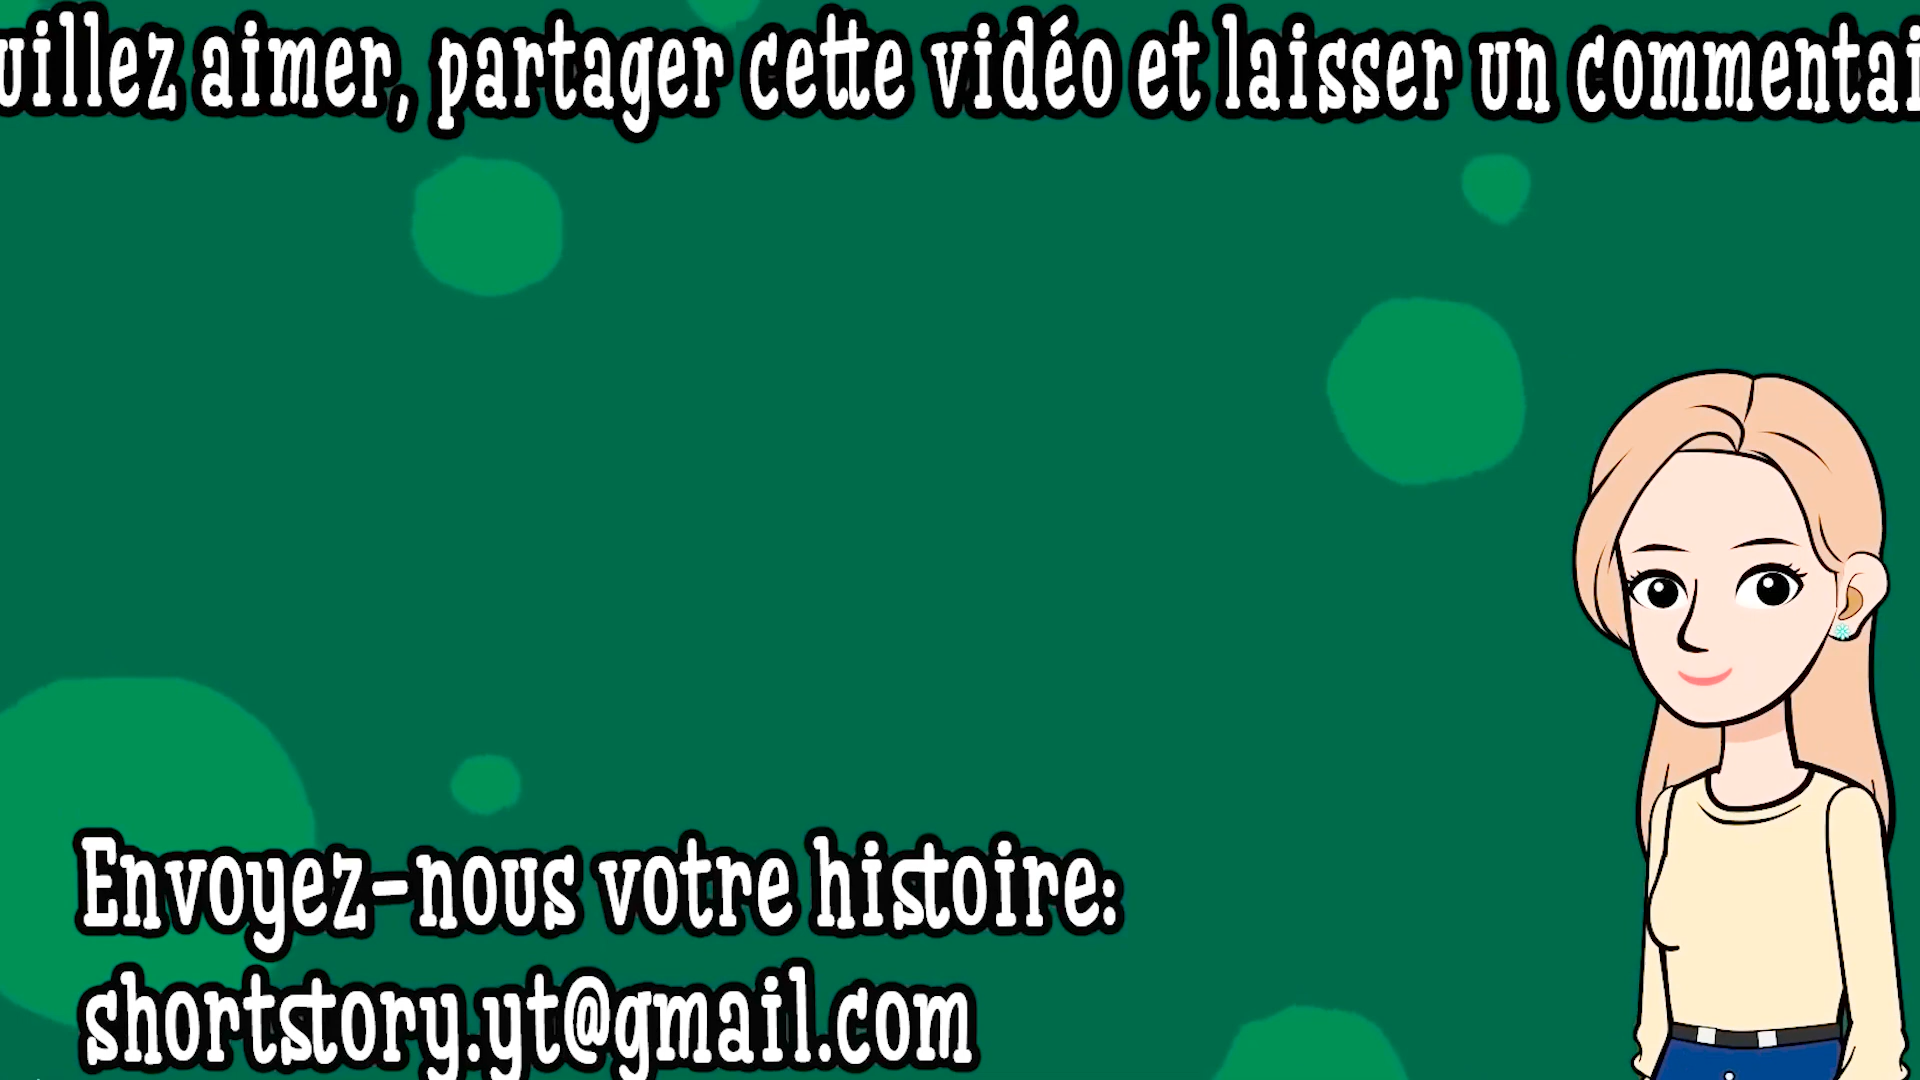 uillez aimer, partager cette vidéo et laisser un commentai
Envoyez-nous votre histoire:
shortstory.yt@gmail.com